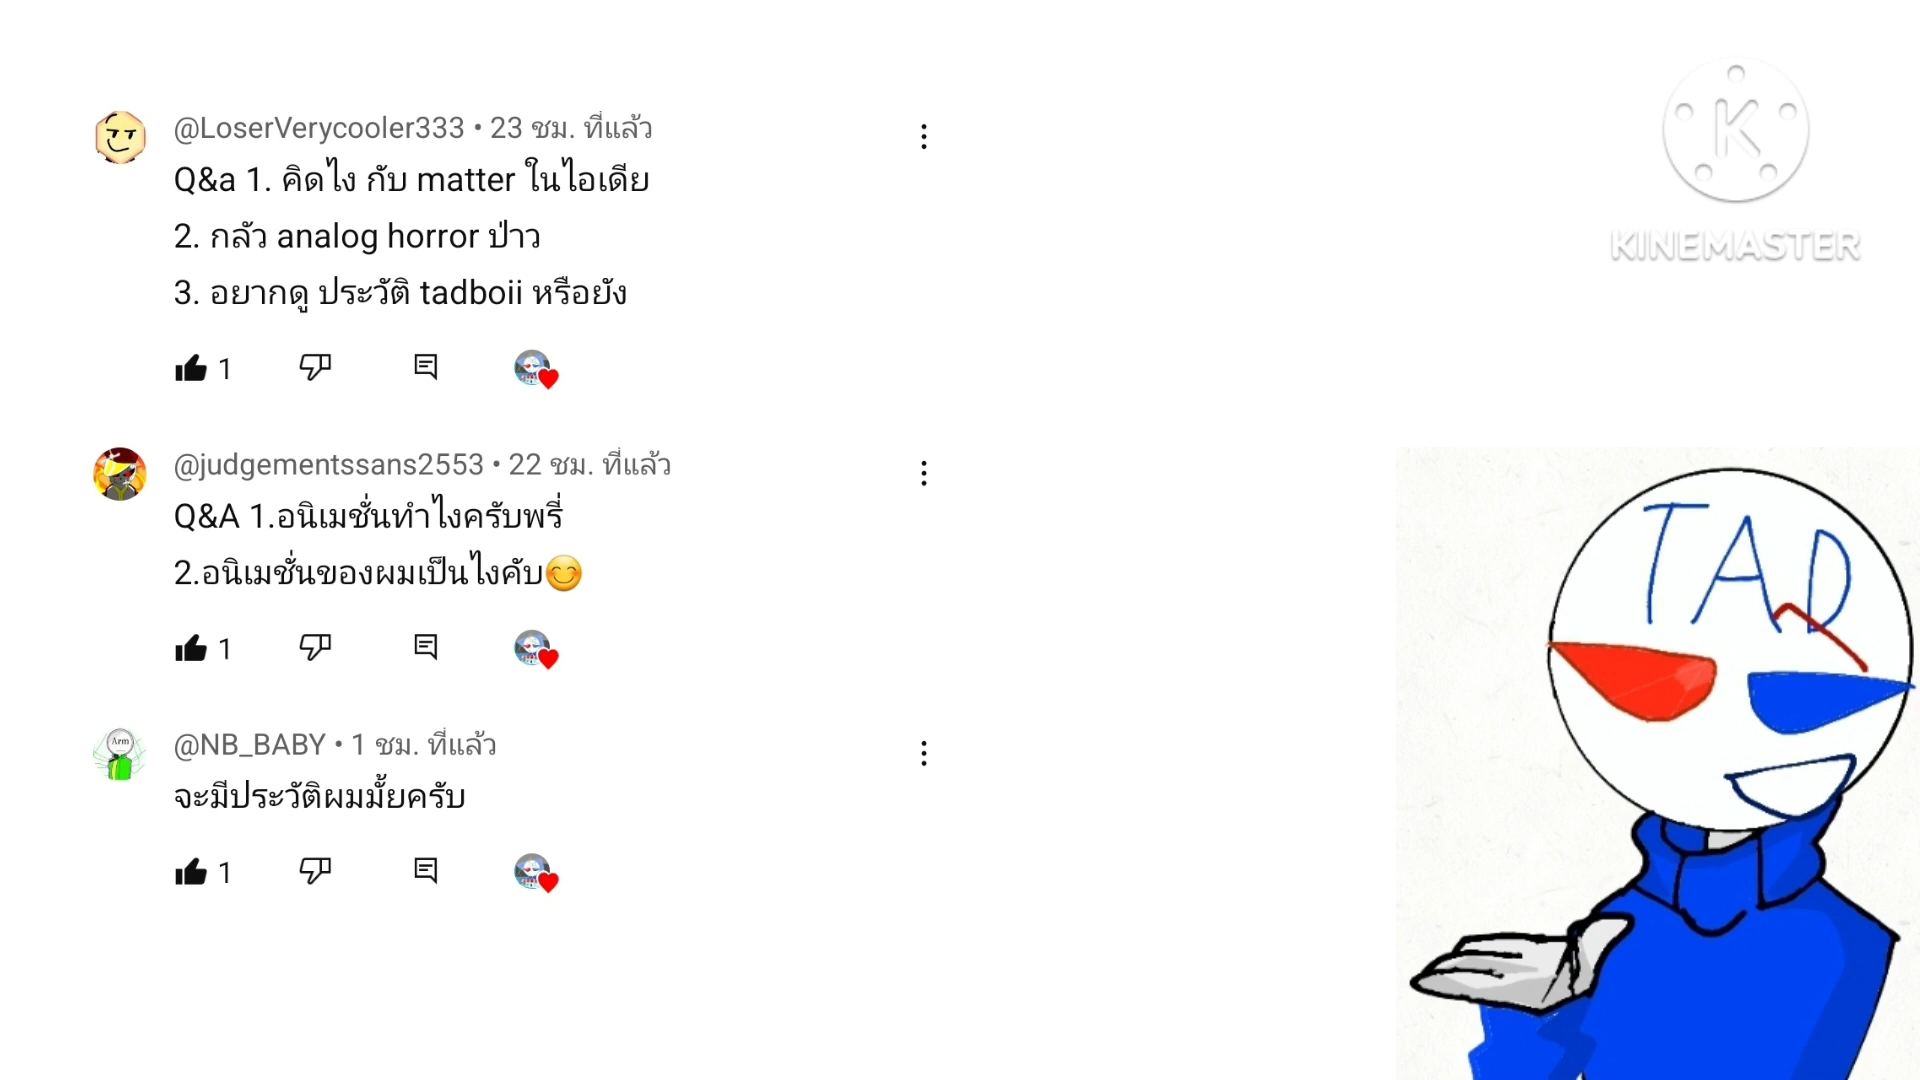 @LoserVerycooler333 • 23 ชม. ที่แล้ว
Q&a 1. คิดไง กับ matter ในไอเดีย
2. กลัว analog horror ป่าว
3. อยากดู ประวัติ tadboii หรือยัง
1
@judgementssans2553 • 22 ชม. ที่แล้ว
Q&A 1.อนิเมชั่นทำไงครับพรี่
2.อนิเมชั่นของผมเป็นไงคับ😊
1
@NB_BABY • 1 ชม. ที่แล้ว
Arm
จะมีประวัติผมมั้ยครับ
1
K
KINEMASTER
TAD